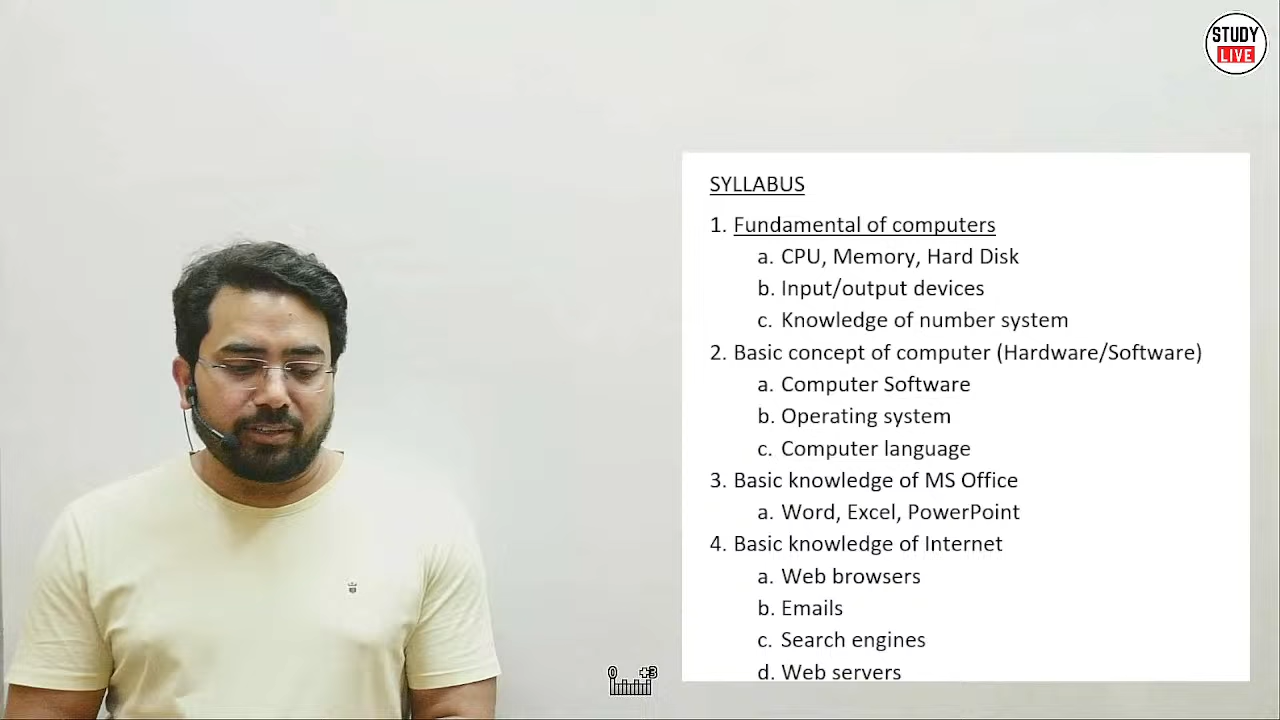 STUDY
LIVE
SYLLABUS
1. Fundamental of computers
a. CPU, Memory, Hard Disk
b. Input/output devices
c. Knowledge of number system
2. Basic concept of computer (Hardware/Software)
a. Computer Software
b. Operating system
c. Computer language
3. Basic knowledge of MS Office
a. Word, Excel, PowerPoint
4. Basic knowledge of Internet
a. Web browsers
b. Emails
c. Search engines
d. Web servers
0 +3